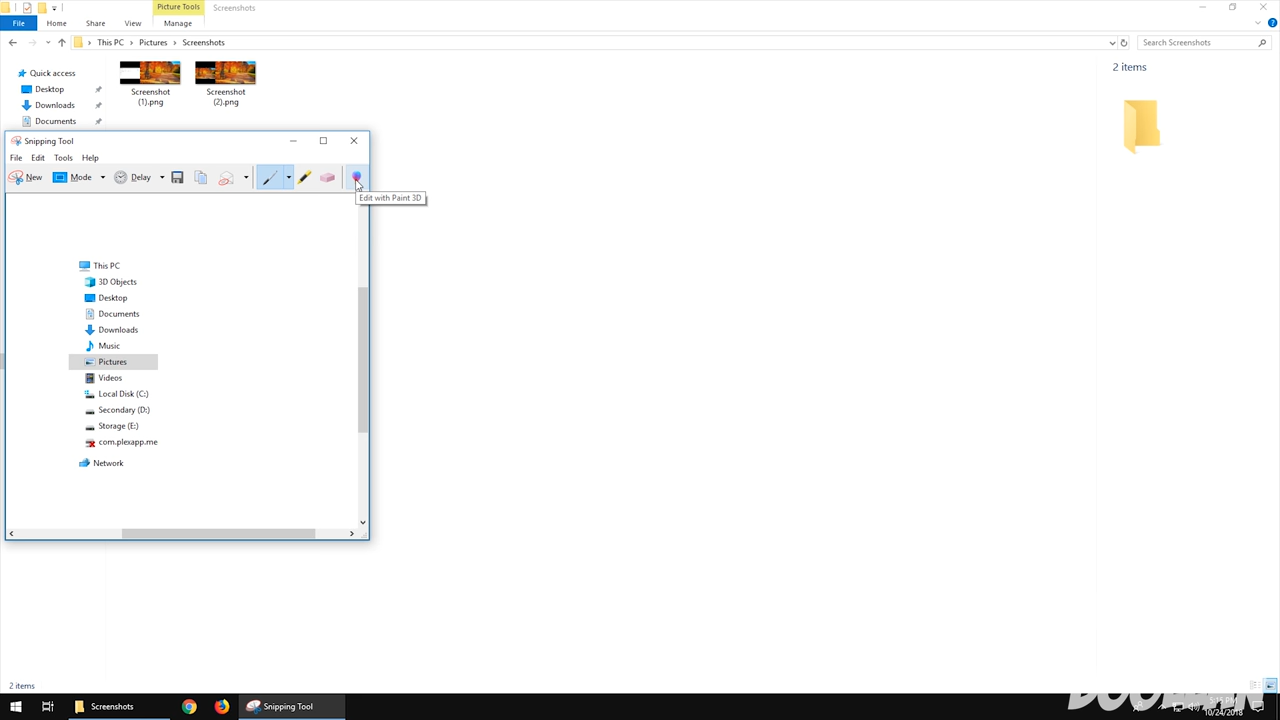 Picture Tools
Screenshots
File
Home
Share
View
Manage
This PC
Pictures
Screenshots
Search Screenshots
Quick access
Desktop
Downloads
Documents
Screenshot
(1).png
Screenshot
(2).png
2 items
Snipping Tool
File
Edit
Tools
Help
New
Mode
Delay
Edit with Paint 3D
This PC
3D Objects
Desktop
Documents
Downloads
Music
Pictures
Videos
Local Disk (C:)
Secondary (D:)
Storage (E:)
com.plexapp.me
Network
2 items
Screenshots
Snipping Tool
5:15 PM
10/24/2018